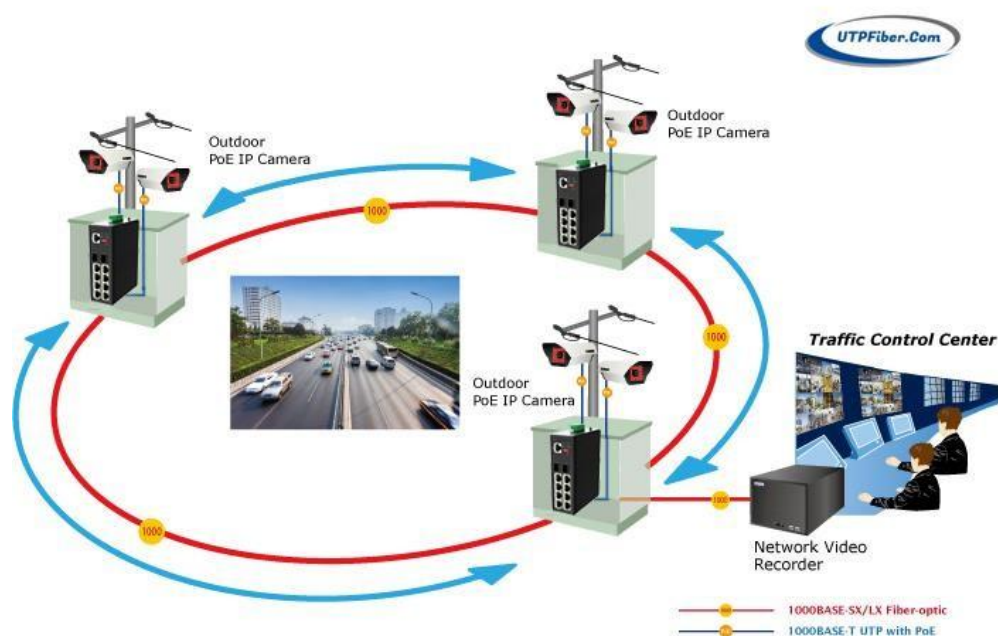 UTPFiber.Com
Outdoor
PoE IP Camera
Outdoor
PoE IP Camera
1000
1000
Outdoor
PoE IP Camera
Traffic Control Center
1000
1000
Network Video
Recorder
1000BASE-SX/LX Fiber-optic
1000BASE-T UTP with PoE